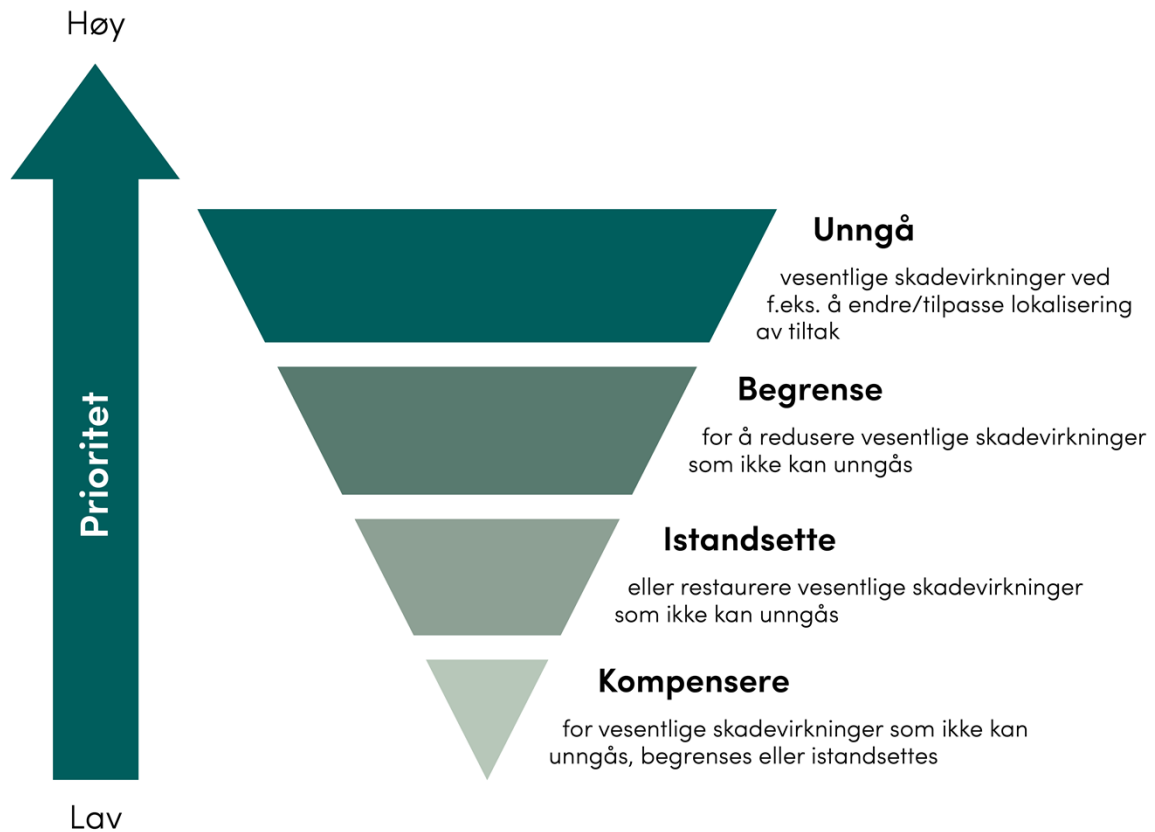 Høy
Prioritet
Lav
Unngå
vesentlige skadevirkninger ved
f.eks. å endre/tilpasse lokalisering
av tiltak
Begrense
for å redusere vesentlige skadevirkninger
som ikke kan unngås
Istandsette
eller restaurere vesentlige skadevirkninger
som ikke kan unngås
Kompensere
for vesentlige skadevirkninger som ikke kan
unngås, begrenses eller istandsettes